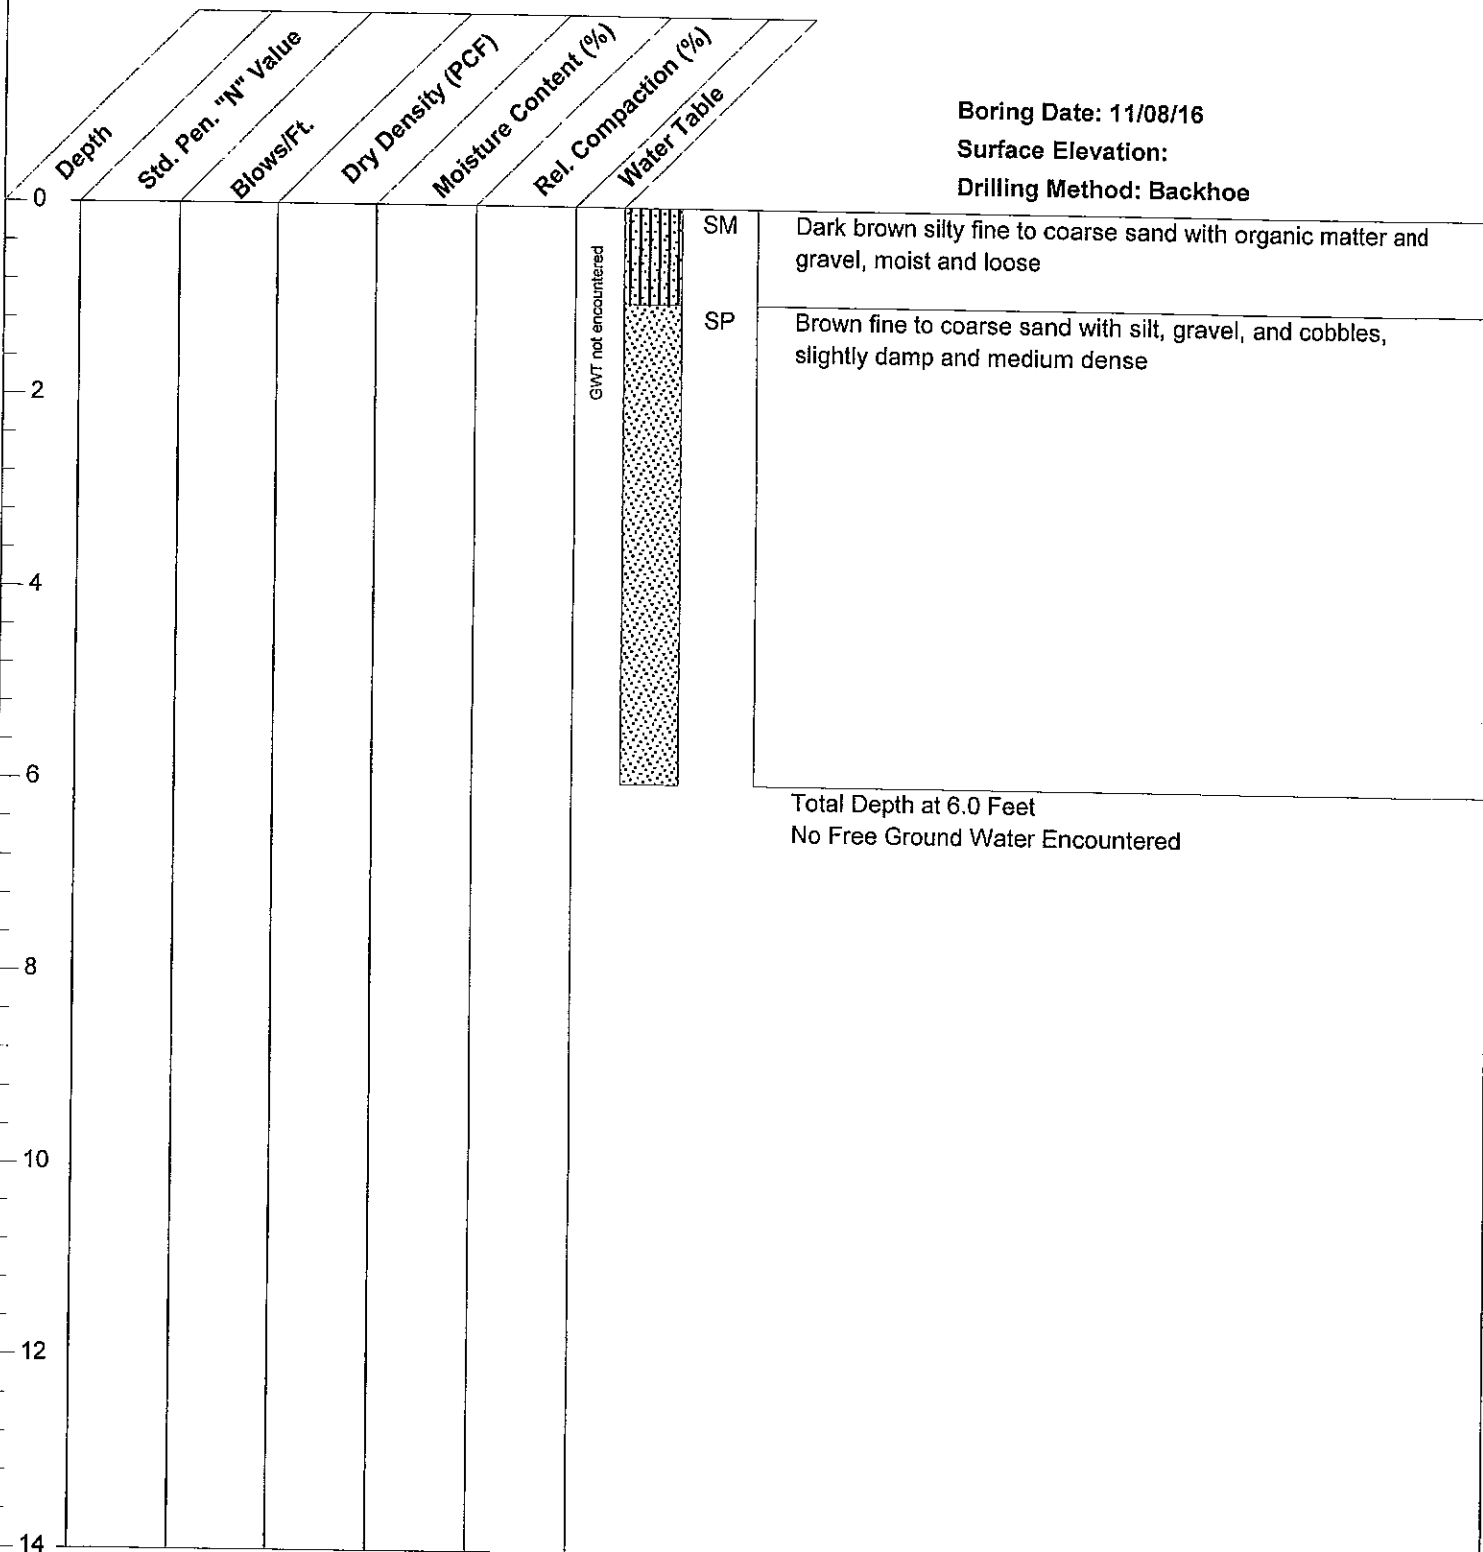 Depth
Std. Pen. "N" Value
Blows/Ft.
Dry Density (PCF)
Moisture Content (%)
Rel. Compaction (%)
Water Table
Boring Date: 11/08/16
Surface Elevation:
Drilling Method: Backhoe
0
SM
Dark brown silty fine to coarse sand with organic matter and
gravel, moist and loose
GWT not encountered
SP
Brown fine to coarse sand with silt, gravel, and cobbles,
slightly damp and medium dense
2
4
6
Total Depth at 6.0 Feet
No Free Ground Water Encountered
8
10
12
14